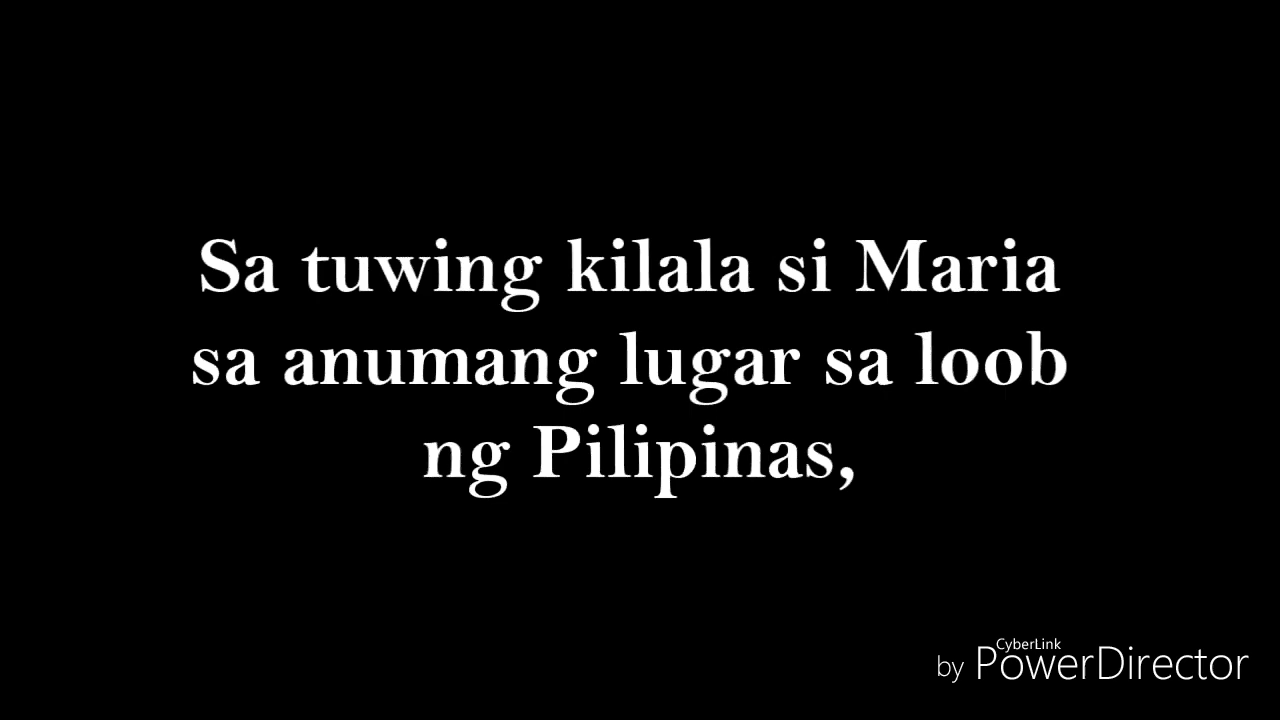 Sa tuwing kilala si Maria
sa anumang lugar sa loob
ng Pilipinas,
CyberLink
by PowerDirector